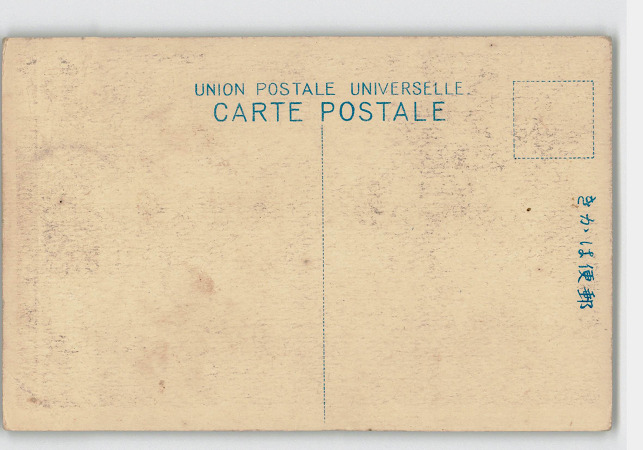 UNION POSTALE UNIVERSELLE.
CARTE POSTALE
郵便はかき